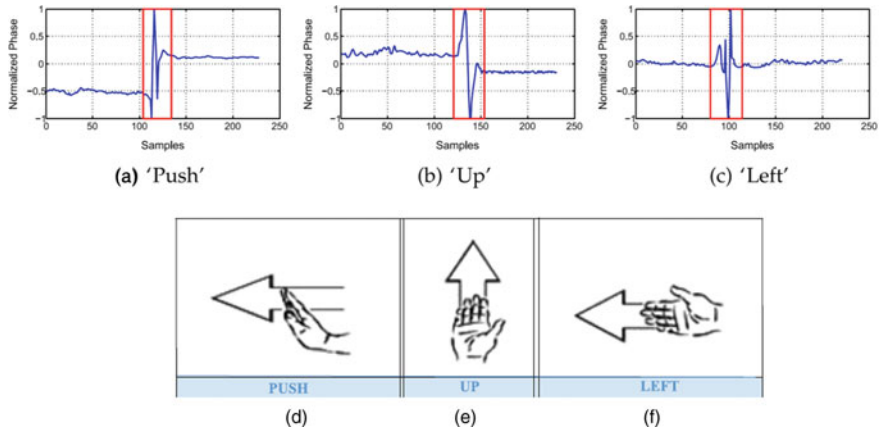 Normalized Phase
1
0.5
0
−0.5
−1
0 50 100 150 200 250
Samples
(a) 'Push'
Normalized Phase
1
0.5
0
−0.5
−1
0 50 100 150 200 250
Samples
(b) 'Up'
Normalized Phase
1
0.5
0
−0.5
−1
0 50 100 150 200 250
Samples
(c) 'Left'
PUSH UP LEFT
(d) (e) (f)